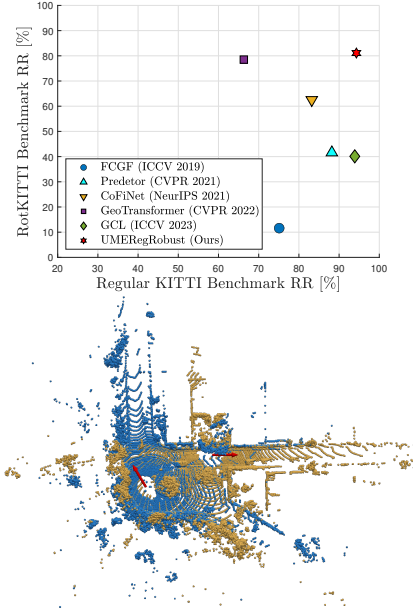 100
90
80
70
60
50
40
30
20
10
0
RotKITTI Benchmark RR [%]
FCGF (ICCV 2019)
Predetor (CVPR 2021)
CoFiNet (NeurIPS 2021)
GeoTransformer (CVPR 2022)
GCL (ICCV 2023)
UMERegRobust (Ours)
20 30 40 50 60 70 80 90 100
Regular KITTI Benchmark RR [%]